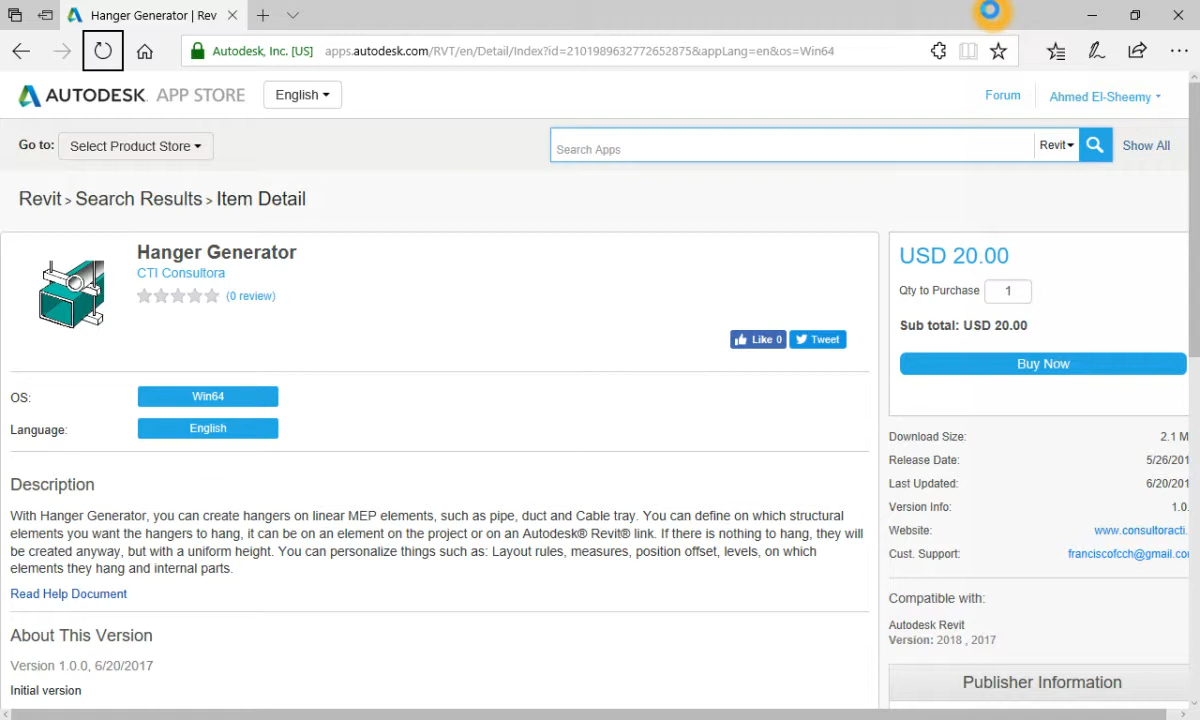 Hanger Generator | Rev
Autodesk, Inc. [US] apps.autodesk.com/RVT/en/Detail/Index?id=2101989632772652875&appLang=en&os=Win64
AUTODESK. APP STORE
English
Forum
Ahmed El-Sheemy
Go to:
Select Product Store
Search Apps
Revit
Show All
Revit > Search Results > Item Detail
Hanger Generator
CTI Consultora
(0 review)
Like 0
Tweet
OS:
Win64
Language:
English
Description
With Hanger Generator, you can create hangers on linear MEP elements, such as pipe, duct and Cable tray. You can define on which structural
elements you want the hangers to hang, it can be on an element on the project or on an Autodesk® Revit® link. If there is nothing to hang, they will
be created anyway, but with a uniform height. You can personalize things such as: Layout rules, measures, position offset, levels, on which
elements they hang and internal parts.
Read Help Document
About This Version
Version 1.0.0, 6/20/2017
Initial version
USD 20.00
Qty to Purchase 1
Sub total: USD 20.00
Buy Now
Download Size: 2.1 M
Release Date: 5/26/201
Last Updated: 6/20/201
Version Info: 1.0.
Website: www.consultoracti.
Cust. Support: franciscofcch@gmail.co
Compatible with:
Autodesk Revit
Version: 2018 , 2017
Publisher Information